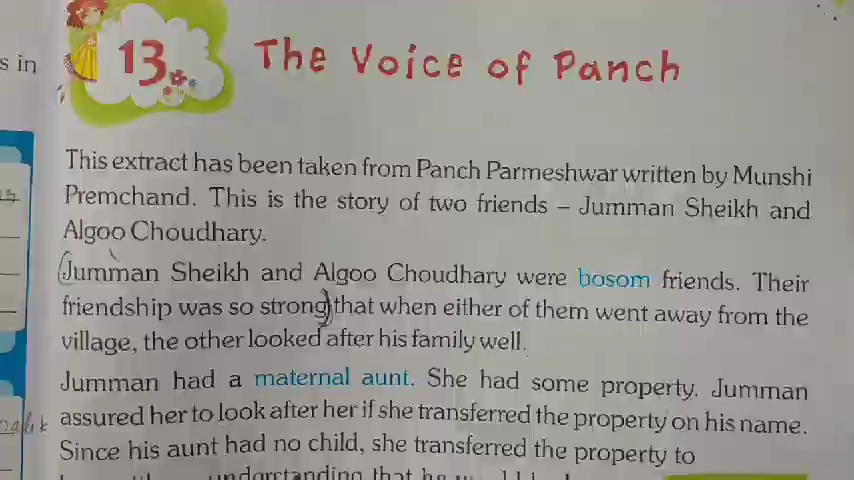 s in
13.
The Voice of Panch
This extract has been taken from Panch Parmeshwar written by Munshi
Premchand. This is the story of two friends – Jumman Sheikh and
Algoo Choudhary.
Jumman Sheikh and Algoo Choudhary were bosom friends. Their
friendship was so strong that when either of them went away from the
village, the other looked after his family well.
Jumman had a maternal aunt. She had some property. Jumman
assured her to look after her if she transferred the property on his name.
Since his aunt had no child, she transferred the property to
understanding that he